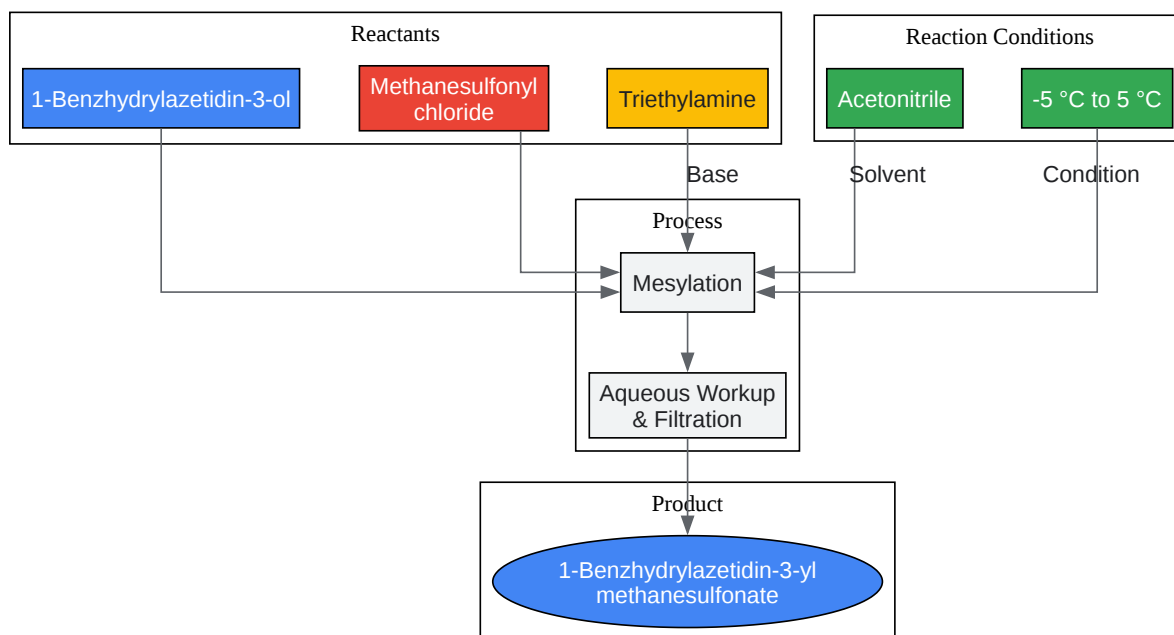 Reactants
Reaction Conditions
1-Benzhydrylazetidin-3-ol
Methanesulfonyl
chloride
Triethylamine
Acetonitrile
-5 °C to 5 °C
Base
Solvent
Condition
Process
Mesylation
Aqueous Workup
& Filtration
Product
1-Benzhydrylazetidin-3-yl
methanesulfonate